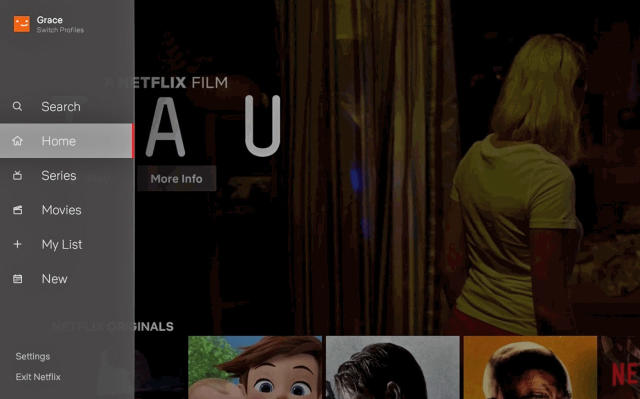 Grace
Switch Profiles
NETFLIX FILM
A U
Search
Home
Series
More Info
Movies
My List
New
NETFLIX ORIGINALS
Settings
Exit Netflix
NE